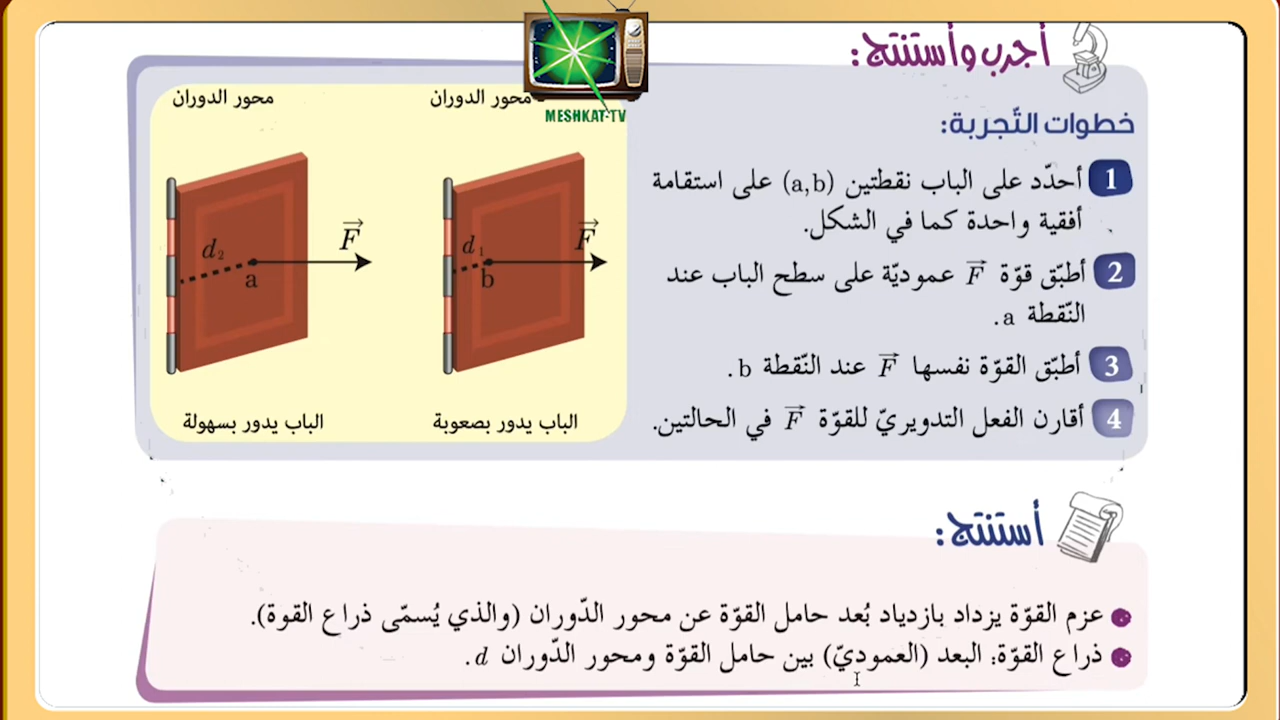 MESHKAT-TV
أجرب وأستنتج:
خطوات التّجربة:
1 أحدّد على الباب نقطتين (a,b) على استقامة
أفقية واحدة كما في الشكل.
2 أطبّق قوّة F عموديّة على سطح الباب عند
النّقطة a.
3 أطبّق القوّة نفسها F عند النّقطة b.
4 أقارن الفعل التدويريّ للقوّة F في الحالتين.
محور الدوران
F
d₁
b
الباب يدور بصعوبة
محور الدوران
F
d₂
a
الباب يدور بسهولة
أستنتج:
عزم القوّة يزداد بازدياد بُعد حامل القوّة عن محور الدّوران (والذي يُسمّى ذراع القوة).
ذراع القوّة: البعد (العموديّ) بين حامل القوّة ومحور الدّوران d.